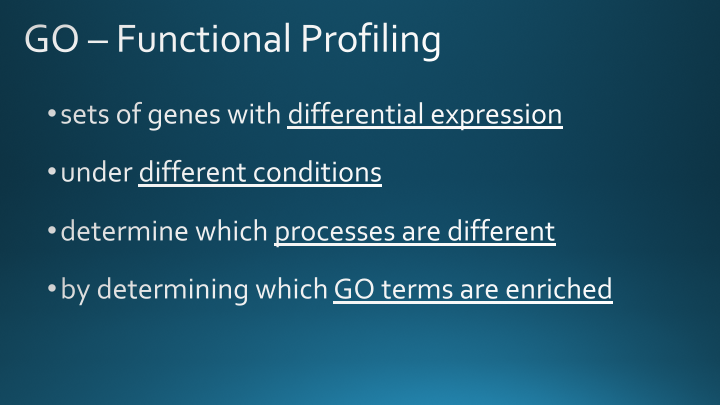 GO – Functional Profiling
•sets of genes with differential expression
•under different conditions
•determine which processes are different
•by determining which GO terms are enriched